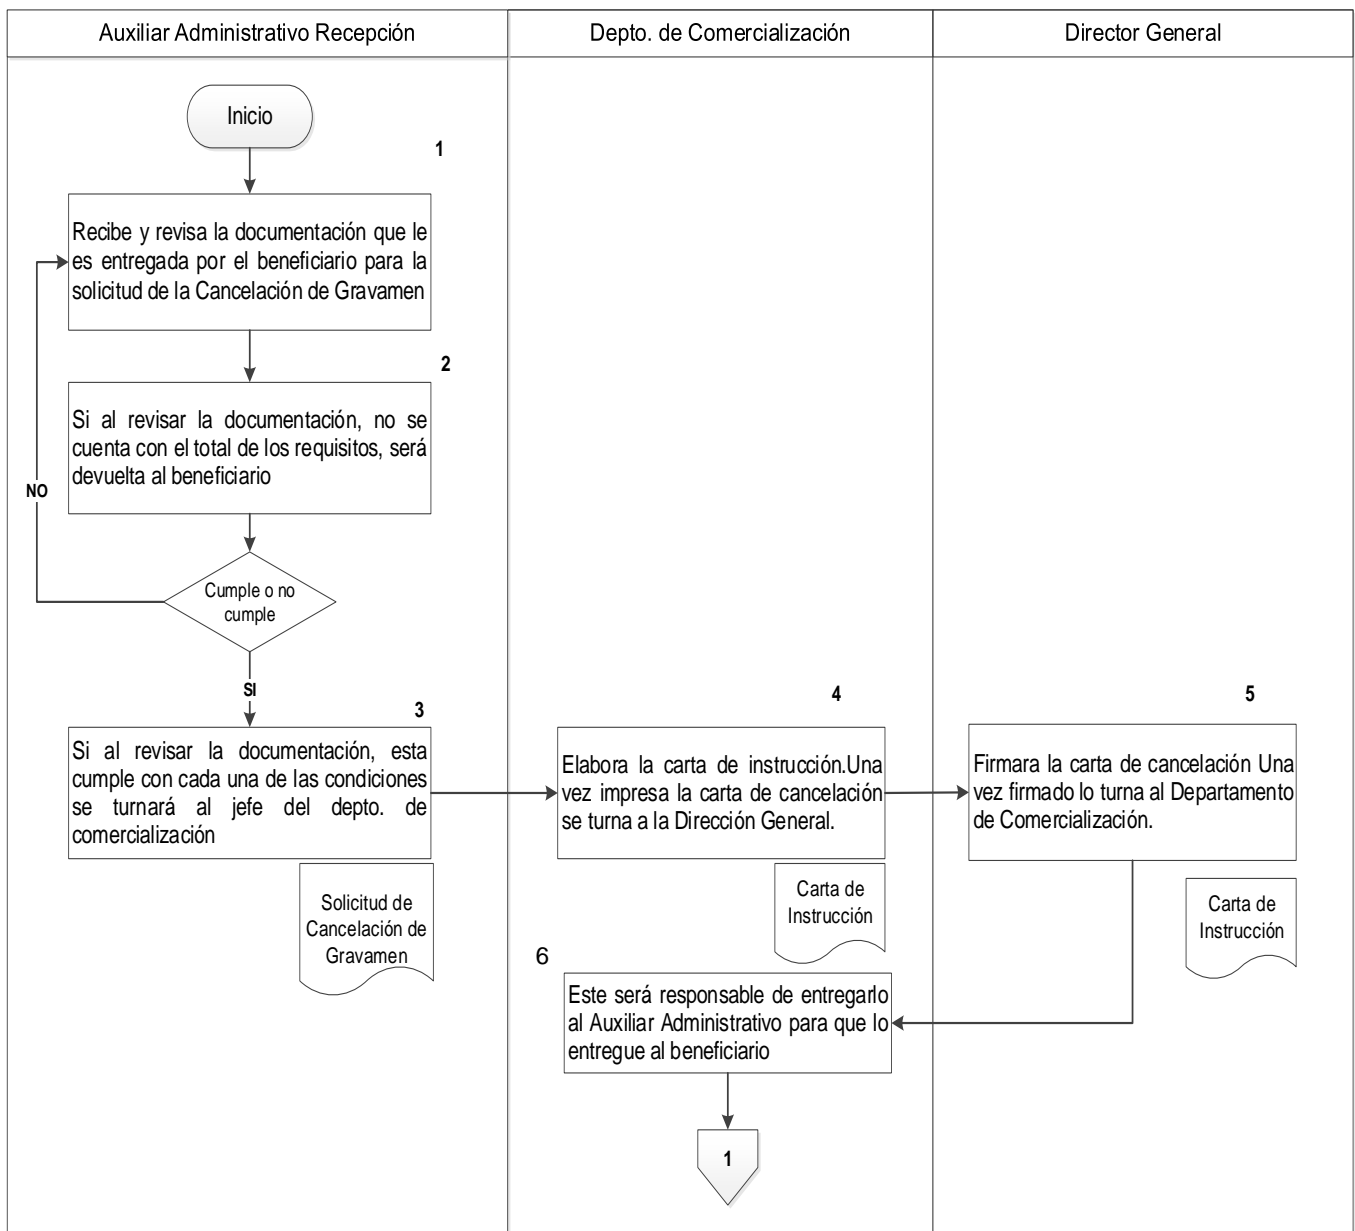 Auxiliar Administrativo Recepción
Depto. de Comercialización
Director General
Inicio
1
Recibe y revisa la documentación que le
es entregada por el beneficiario para la
solicitud de la Cancelación de Gravamen
2
Si al revisar la documentación, no se
cuenta con el total de los requisitos, será
devuelta al beneficiario
NO
Cumple o no
cumple
SI
3
Si al revisar la documentación, esta
cumple con cada una de las condiciones
se turnará al jefe del depto. de
comercialización
Solicitud de
Cancelación de
Gravamen
4
Elabora la carta de instrucción.Una
vez impresa la carta de cancelación
se turna a la Dirección General.
Carta de
Instrucción
5
Firmara la carta de cancelación Una
vez firmado lo turna al Departamento
de Comercialización.
Carta de
Instrucción
6
Este será responsable de entregarlo
al Auxiliar Administrativo para que lo
entregue al beneficiario
1